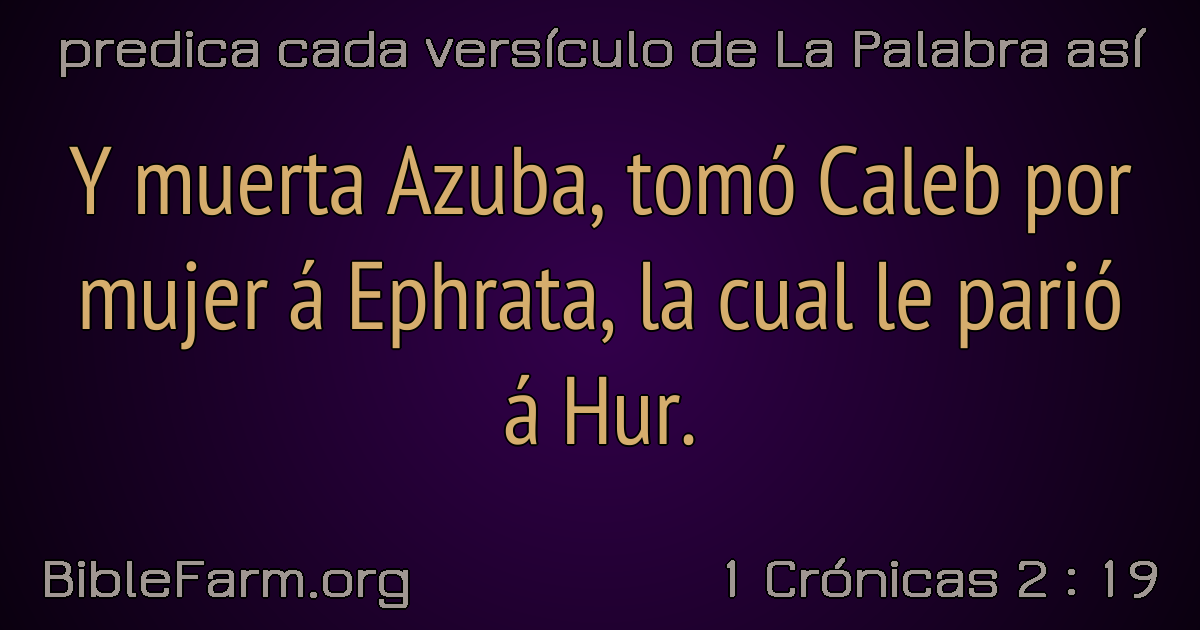 predica cada versículo de La Palabra así
Y muerta Azuba, tomó Caleb por
mujer á Ephrata, la cual le parió
á Hur.
BibleFarm.org
1 Crónicas 2 : 19